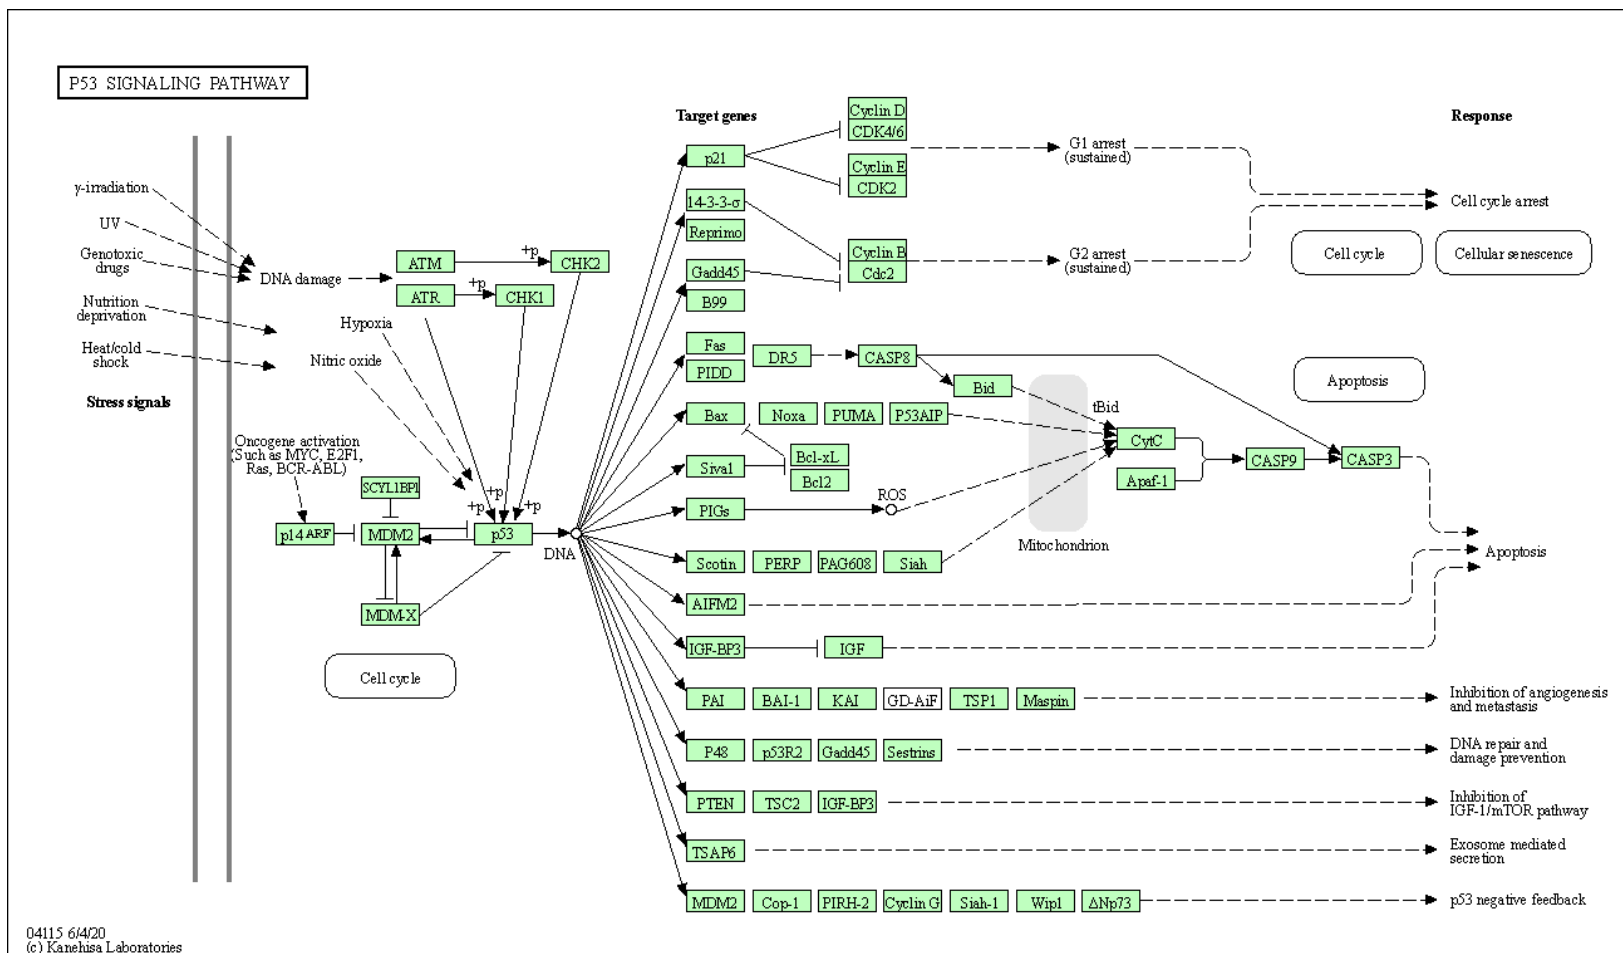 P53 SIGNALING PATHWAY
Target genes
Response
γ-irradiation
UV
Genotoxic
drugs
Nutrition
deprivation
Heat/cold
shock
Stress signals
DNA damage
ATM
+p
CHK2
ATR
+p
CHK1
Hypoxia
Nitric oxide
Oncogene activation
(Such as MYC, E2F1,
Ras, BCR-ABL)
SCYL1BP1
+p
+p
+p
p14ARF
MDM2
p53
DNA
MDM-X
Cell cycle
p21
Cyclin D
CDK4/6
Cyclin E
CDK2
G1 arrest
(sustained)
14-3-3-σ
Reprimo
Gadd45
B99
Cyclin B
Cdc2
G2 arrest
(sustained)
Cell cycle arrest
Cell cycle
Cellular senescence
Fas
PIDD
DR5
CASP8
Bid
tBid
Apoptosis
Bax
Noxa
PUMA
P53AIP
CytC
Siva1
Bcl-xL
Bcl2
Apaf-1
CASP9
CASP3
PIGs
ROS
Mitochondrion
Scotin
PERP
PAG608
Siah
Apoptosis
AIFM2
IGF-BP3
IGF
PAI
BAI-1
KAI
GD-AiF
TSP1
Maspin
Inhibition of angiogenesis
and metastasis
P48
p53R2
Gadd45
Sestrins
DNA repair and
damage prevention
PTEN
TSC2
IGF-BP3
Inhibition of
IGF-1/mTOR pathway
TSAP6
Exosome mediated
secretion
MDM2
Cop-1
PIRH-2
Cyclin G
Siah-1
Wip1
ΔNp73
p53 negative feedback
04115 6/4/20
(c) Kanehisa Laboratories